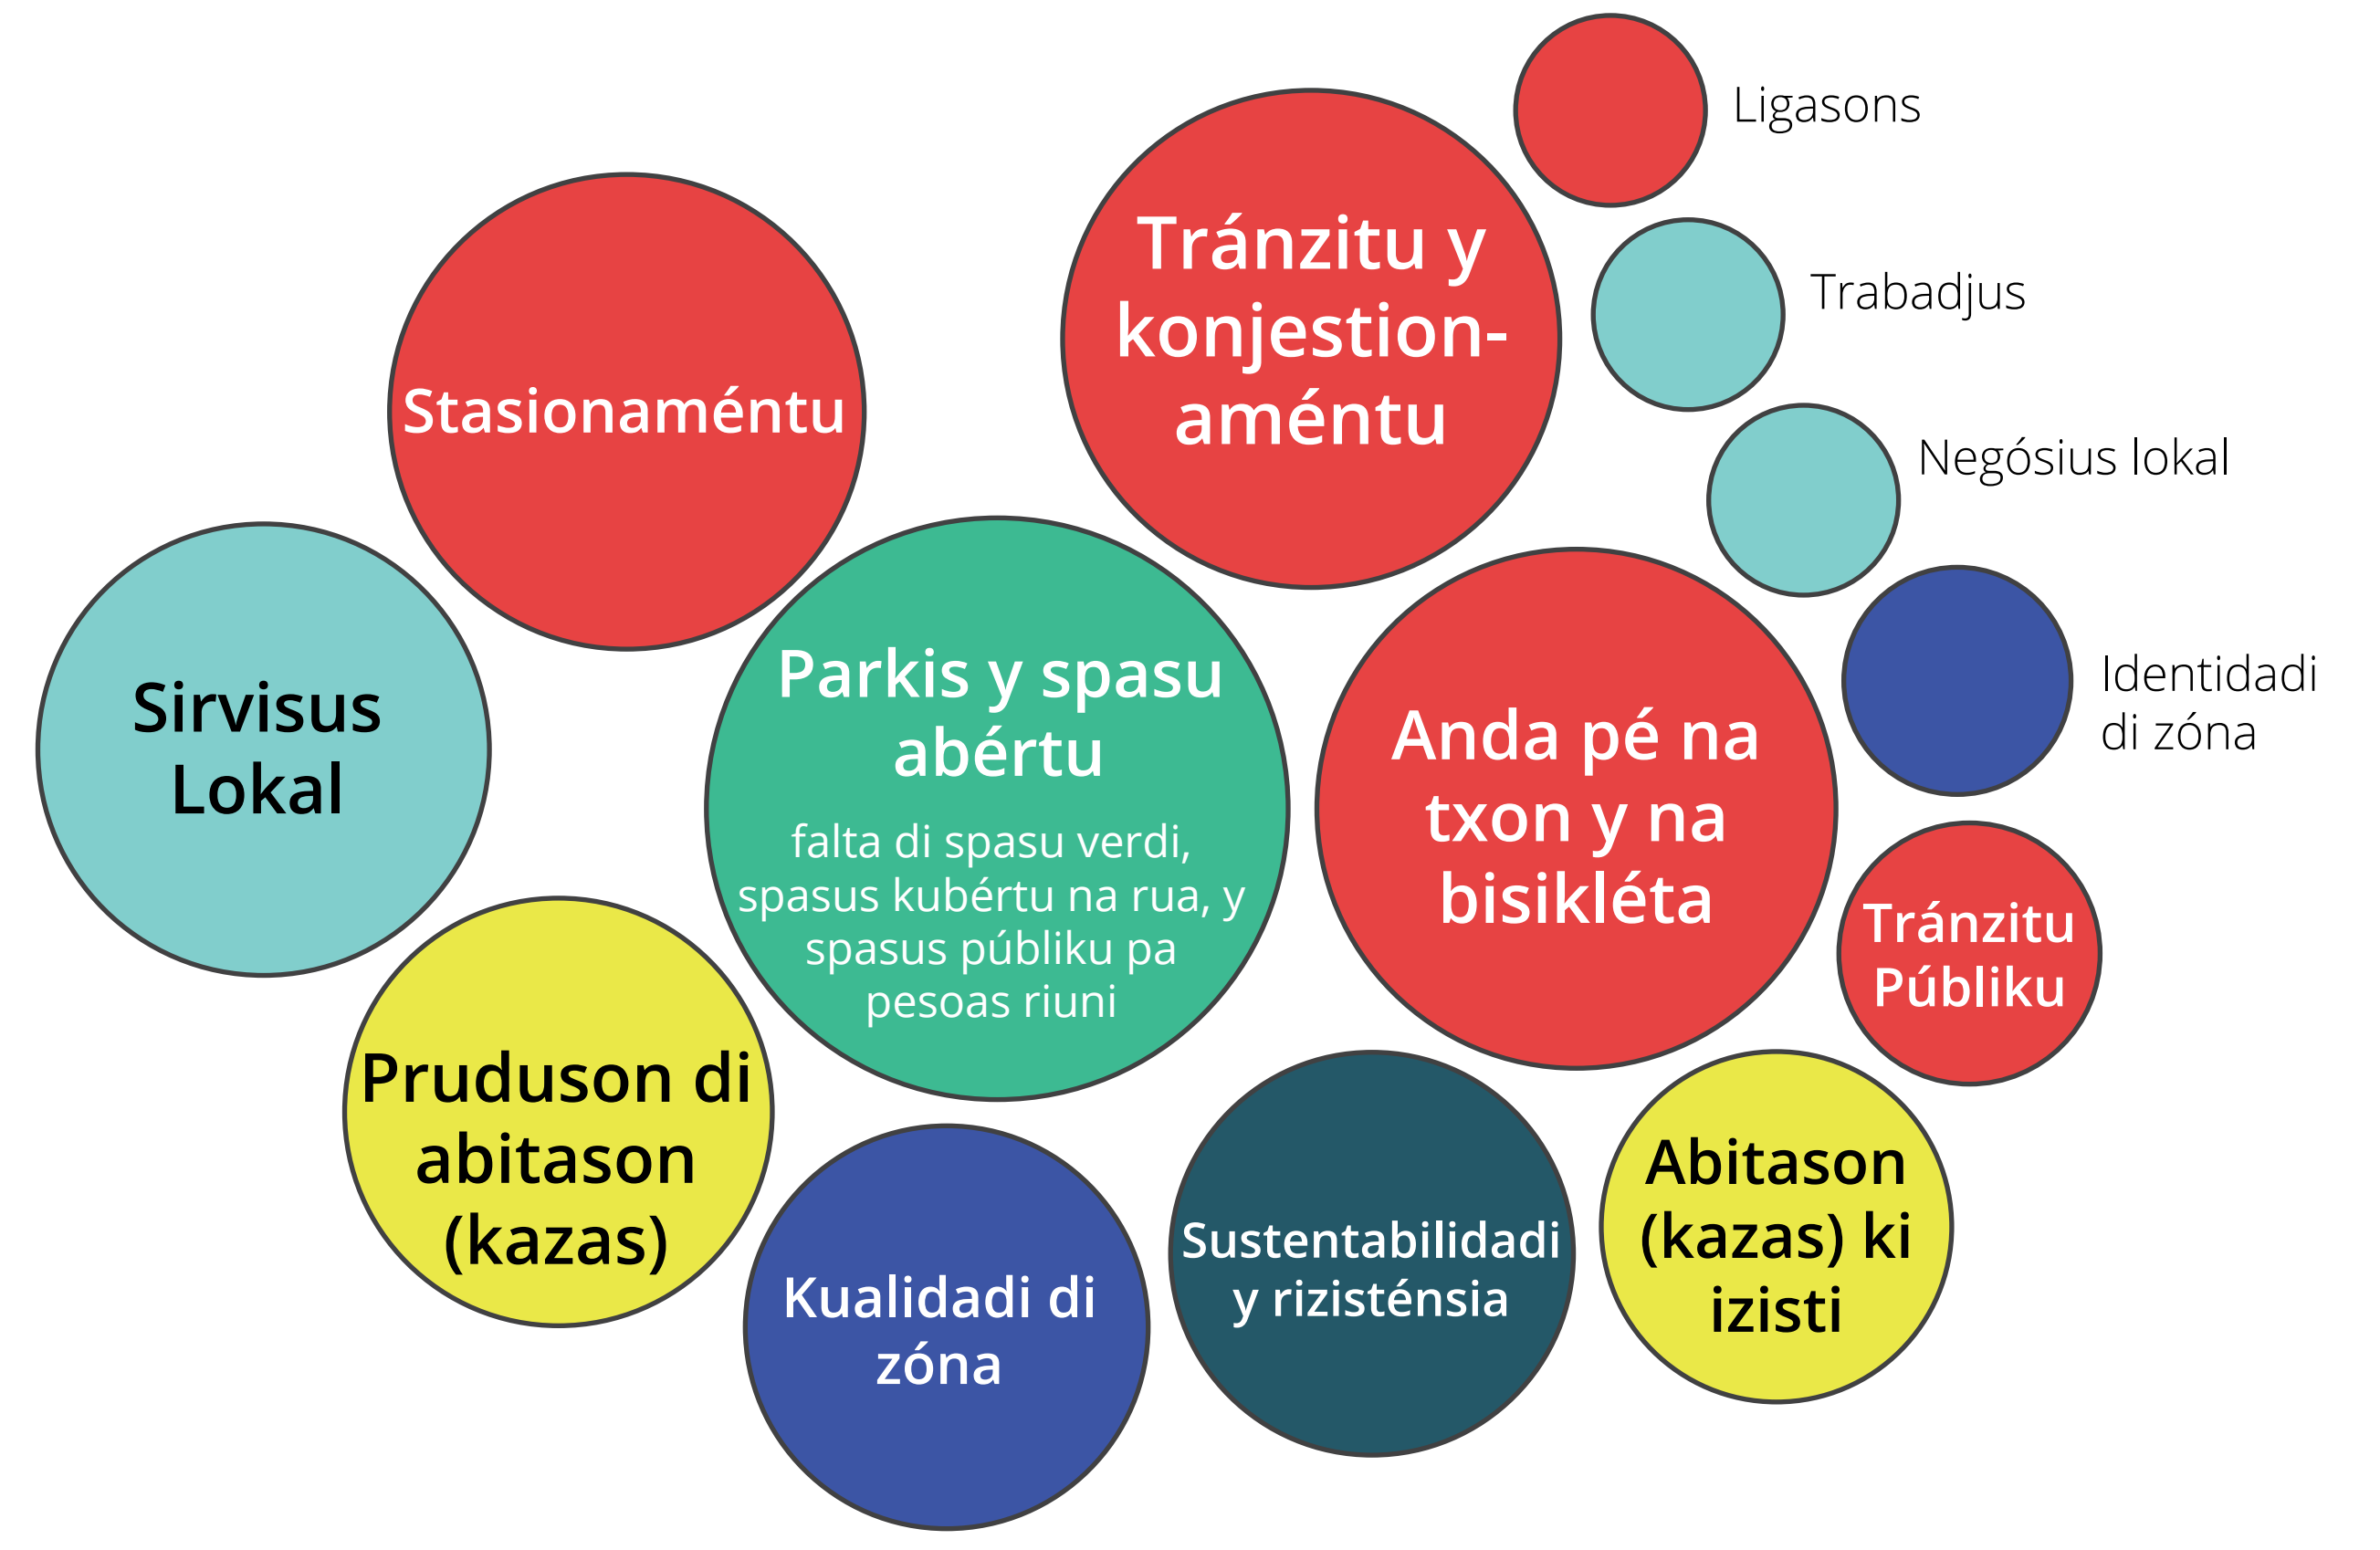 Ligasons
Trabadjus
Negósius lokal
Identidadi
di zóna
Tránzitu y
konjestion-
améntu
Stasionaméntu
Sirvisus
Lokal
Parkis y spasu
abértu
falta di spasu verdi,
spasus kubértu na rua, y
spasus públiku pa
pesoas riuni
Anda pé na
txon y na
bisikléta
Tránzitu
Públiku
Pruduson di
abitason
(kazas)
Kualidadi di
zóna
Sustentabilidadi
y rizisténsia
Abitason
(kazas) ki
izisti